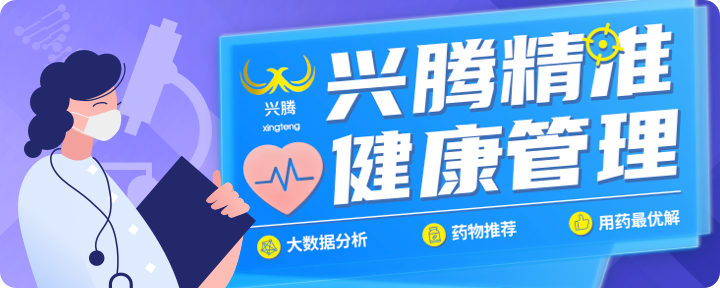 兴腾
xingteng
兴腾精准
健康管理
大数据分析
药物推荐
用药最优解